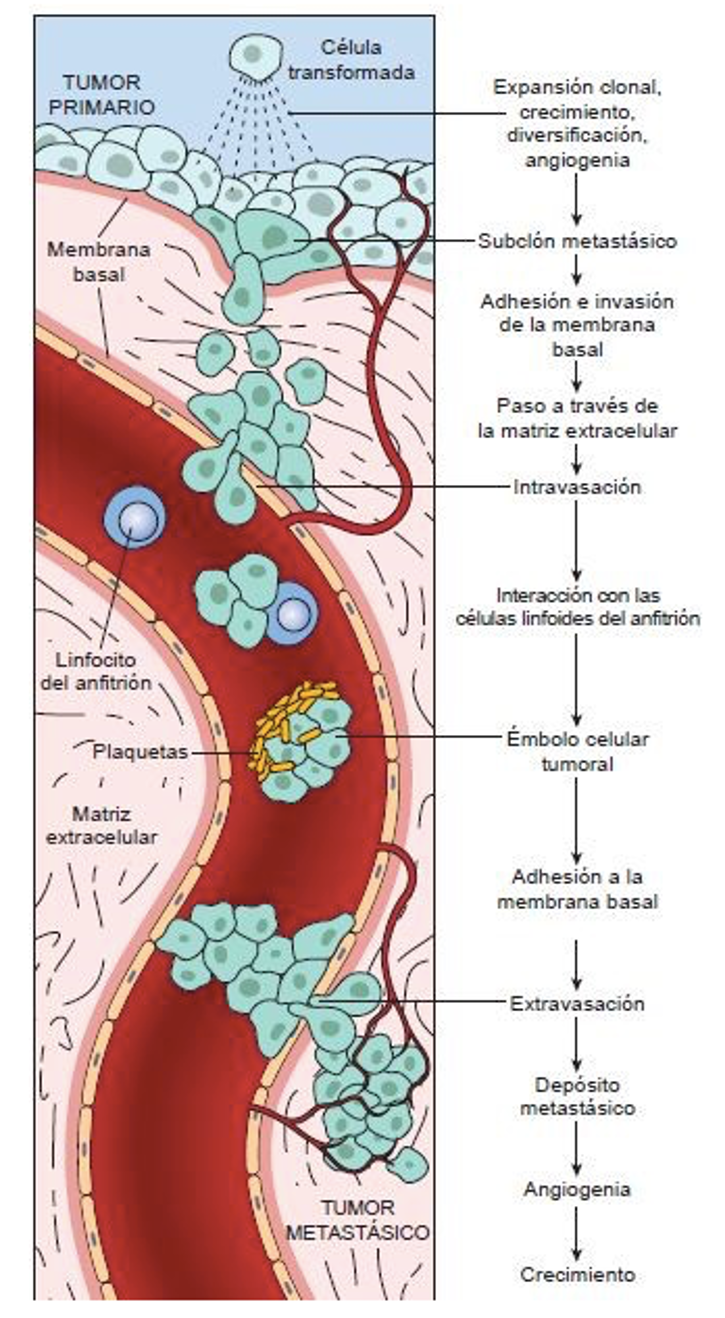 Célula
transformada
TUMOR
PRIMARIO
Expansión clonal,
crecimiento,
diversificación,
angiogenia
Subclón metastásico
Membrana
basal
Adhesión e invasión
de la membrana
basal
Paso a través de
la matriz extracelular
Intravasación
Interacción con las
células linfoides del anfitrión
Linfocito
del anfitrión
Plaquetas
Émbolo celular
tumoral
Matriz
extracelular
Adhesión a la
membrana basal
Extravasación
Depósito
metastásico
Angiogenia
TUMOR
METASTÁSICO
Crecimiento